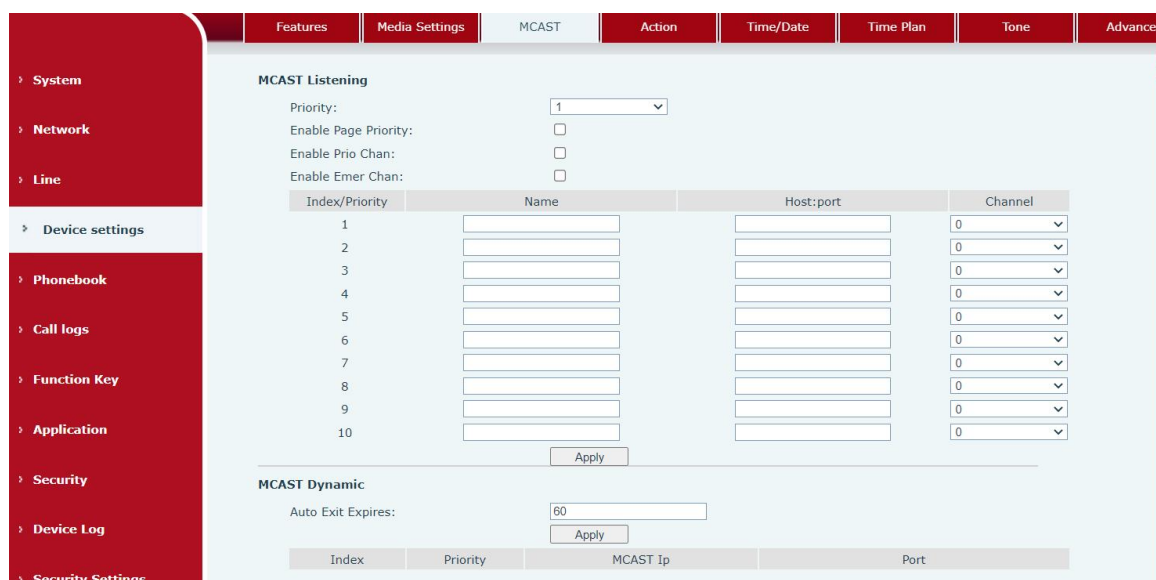 Features Media Settings MCAST Action Time/Date Time Plan Tone Advance
System
Network
Line
Device settings
Phonebook
Call logs
Function Key
Application
Security
Device Log
Security Settings
MCAST Listening
Priority: 1
Enable Page Priority:
Enable Prio Chan:
Enable Emer Chan:
Index/Priority Name Host:port Channel
1 0
2 0
3 0
4 0
5 0
6 0
7 0
8 0
9 0
10 0
Apply
MCAST Dynamic
Auto Exit Expires: 60
Apply
Index Priority MCAST Ip Port